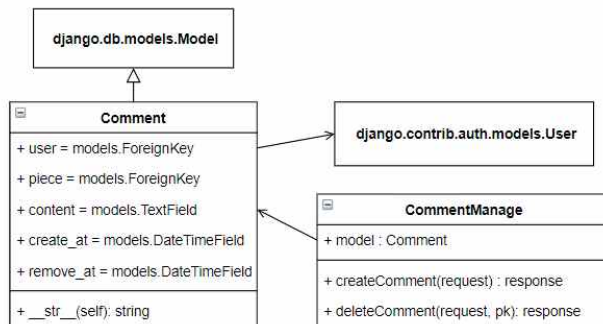 django.db.models.Model
Comment
+ user = models.ForeignKey
+ piece = models.ForeignKey
+ content = models.TextField
+ create_at = models.DateTimeField
+ remove_at = models.DateTimeField
+ __str__(self): string
django.contrib.auth.models.User
CommentManage
+ model : Comment
+ createComment(request) : response
+ deleteComment(request, pk): response